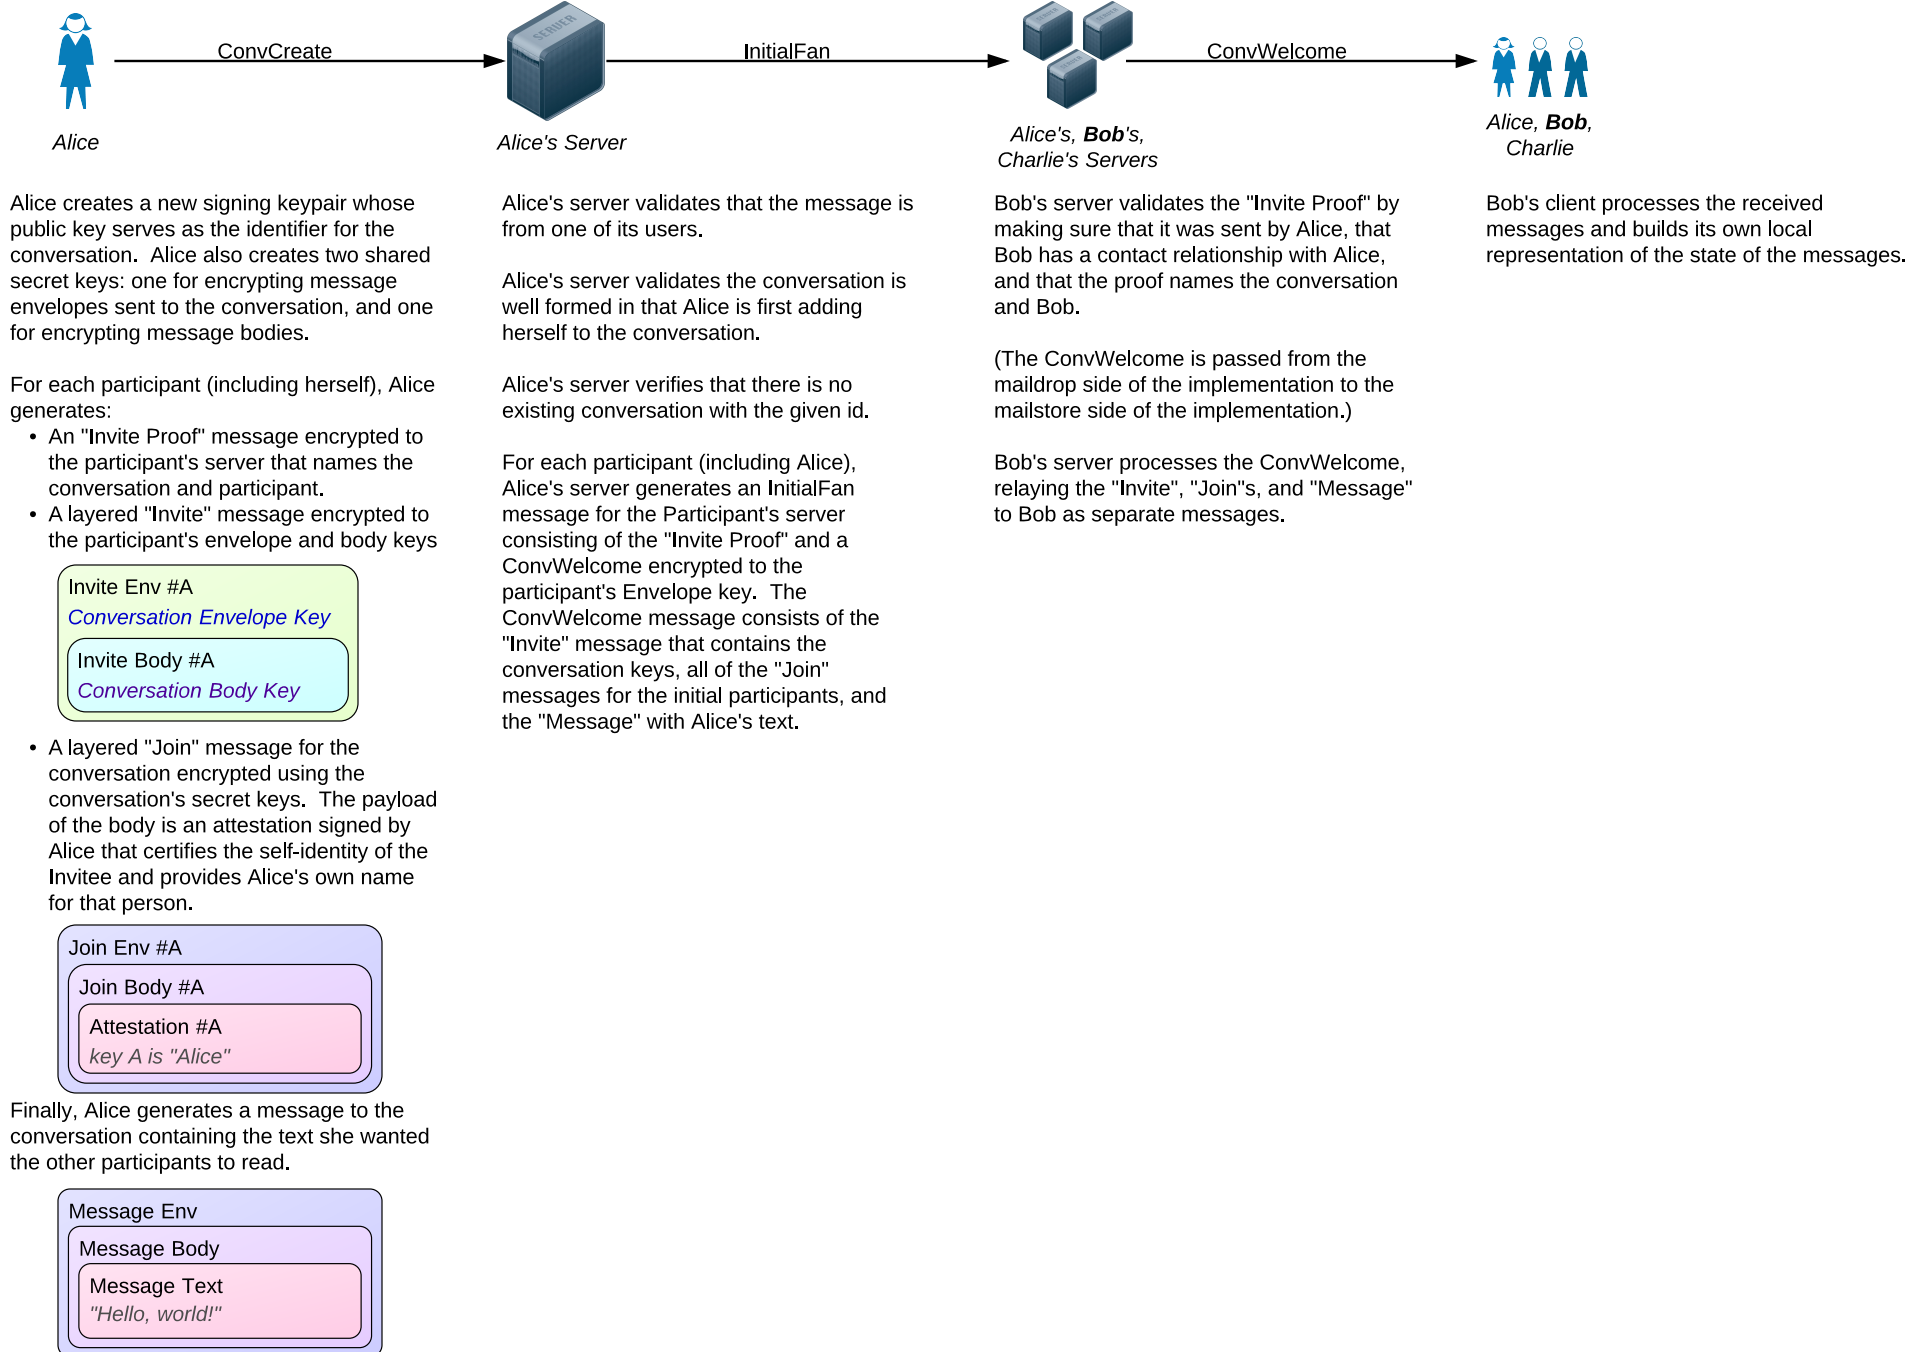 ConvCreate
InitialFan
ConvWelcome
SERVER
SERVER
SERVER
SERVER
Alice
Alice's Server
Alice's, Bob's,
Charlie's Servers
Alice, Bob,
Charlie
Alice creates a new signing keypair whose
public key serves as the identifier for the
conversation.  Alice also creates two shared
secret keys: one for encrypting message
envelopes sent to the conversation, and one
for encrypting message bodies.
For each participant (including herself), Alice
generates:
• An "Invite Proof" message encrypted to
the participant's server that names the
conversation and participant.
• A layered "Invite" message encrypted to
the participant's envelope and body keys
Invite Env #A
Conversation Envelope Key
Invite Body #A
Conversation Body Key
• A layered "Join" message for the
conversation encrypted using the
conversation's secret keys.  The payload
of the body is an attestation signed by
Alice that certifies the self-identity of the
Invitee and provides Alice's own name
for that person.
Join Env #A
Join Body #A
Attestation #A
key A is "Alice"
Finally, Alice generates a message to the
conversation containing the text she wanted
the other participants to read.
Message Env
Message Body
Message Text
"Hello, world!"
Alice's server validates that the message is
from one of its users.
Alice's server validates the conversation is
well formed in that Alice is first adding
herself to the conversation.
Alice's server verifies that there is no
existing conversation with the given id.
For each participant (including Alice),
Alice's server generates an InitialFan
message for the Participant's server
consisting of the "Invite Proof" and a
ConvWelcome encrypted to the
participant's Envelope key.  The
ConvWelcome message consists of the
"Invite" message that contains the
conversation keys, all of the "Join"
messages for the initial participants, and
the "Message" with Alice's text.
Bob's server validates the "Invite Proof" by
making sure that it was sent by Alice, that
Bob has a contact relationship with Alice,
and that the proof names the conversation
and Bob.
(The ConvWelcome is passed from the
maildrop side of the implementation to the
mailstore side of the implementation.)
Bob's server processes the ConvWelcome,
relaying the "Invite", "Join"s, and "Message"
to Bob as separate messages.
Bob's client processes the received
messages and builds its own local
representation of the state of the messages.